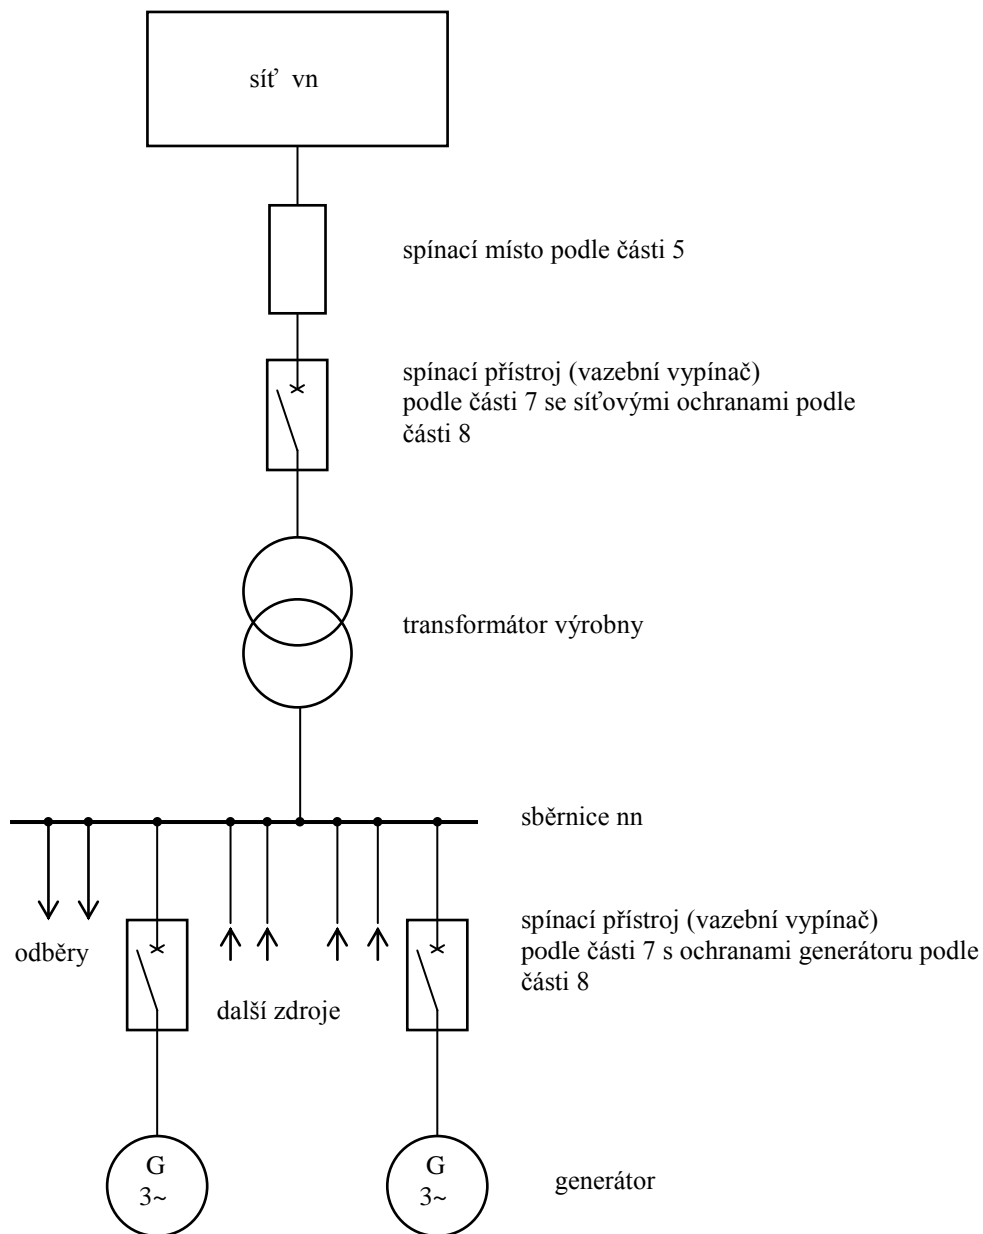 síť vn
spínací místo podle části 5
spínací přístroj (vazební vypínač)
podle části 7 se síťovými ochranami podle
části 8
transformátor výrobny
sběrnice nn
odběry
další zdroje
spínací přístroj (vazební vypínač)
podle části 7 s ochranami generátoru podle
části 8
G
3~
G
3~
generátor